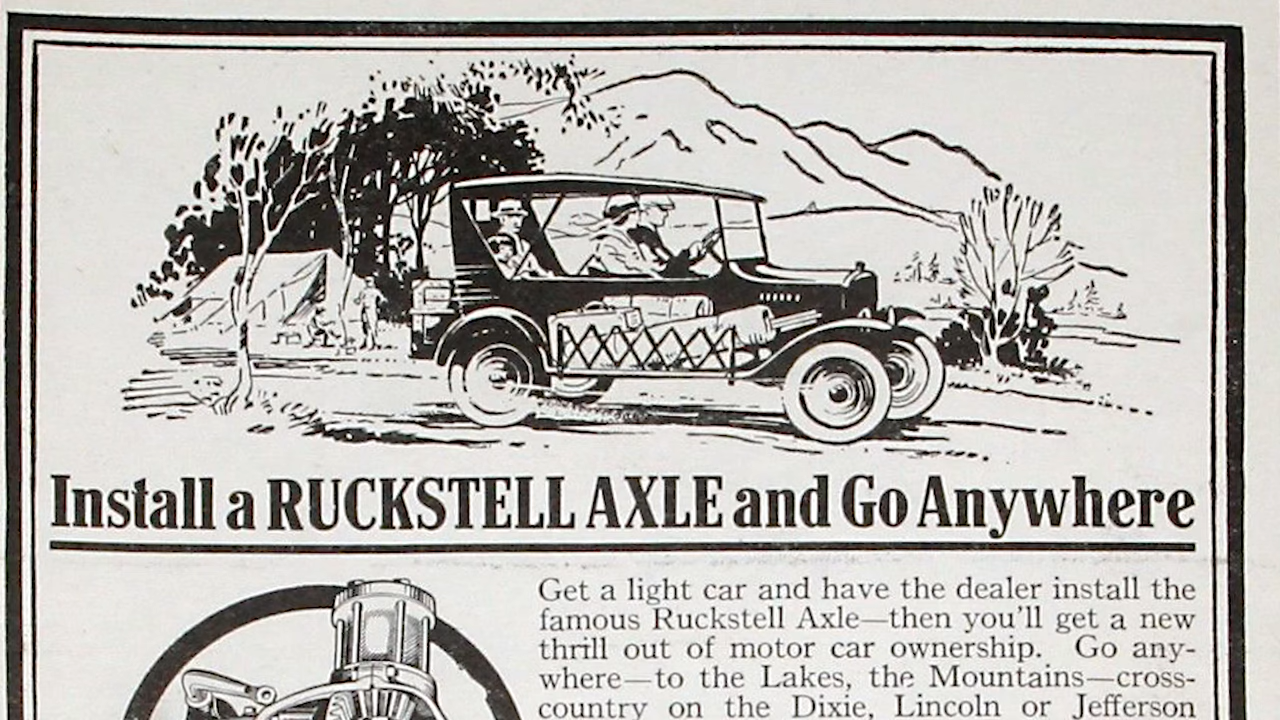 Install a RUCKSTELL AXLE and Go Anywhere
Get a light car and have the dealer install the
famous Ruckstell Axle—then you'll get a new
thrill out of motor car ownership. Go any-
where—to the Lakes, the Mountains—cross-
country on the Dixie, Lincoln or Jefferson